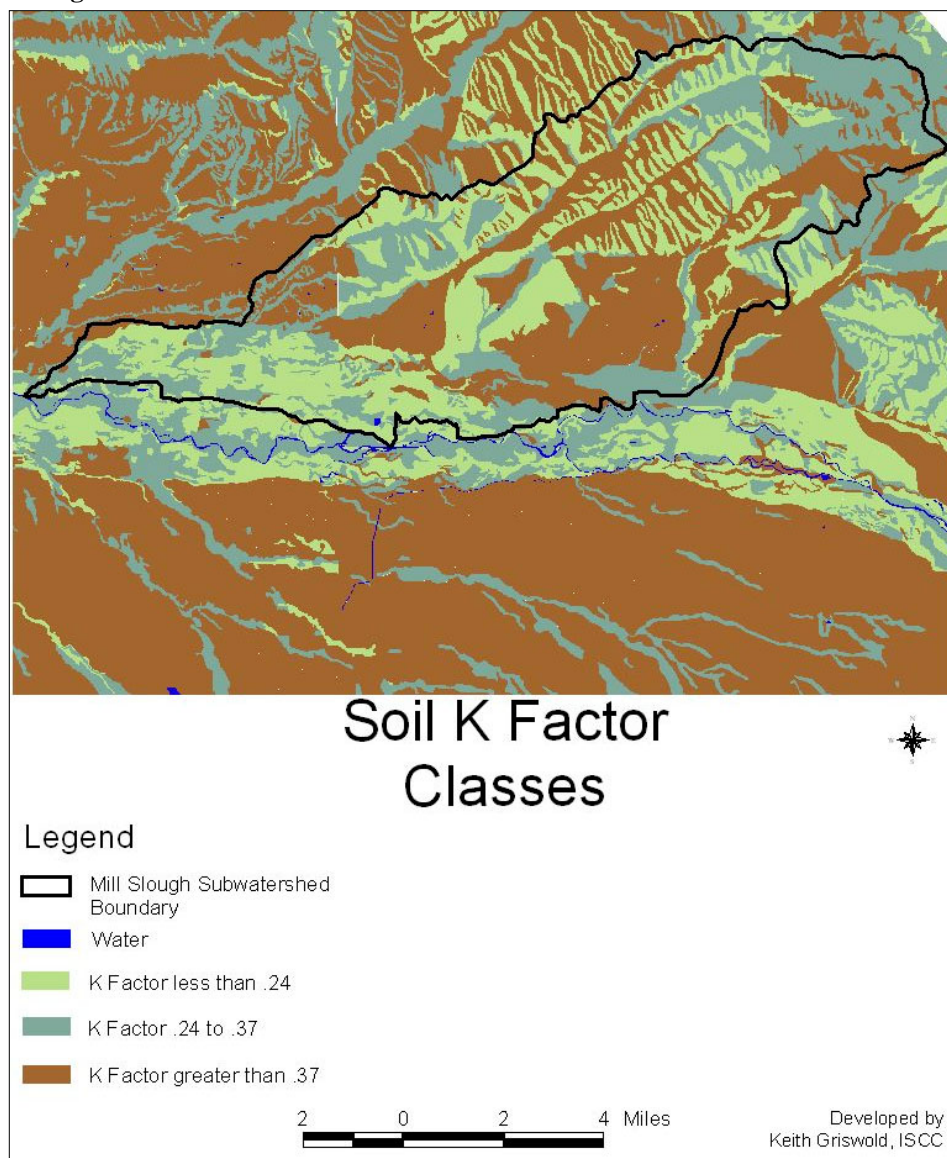 Soil K Factor
Classes
N
W
E
S
Legend
Mill Slough Subwatershed
Boundary
Water
K Factor less than .24
K Factor .24 to .37
K Factor greater than .37
2 0 2 4 Miles
Developed by
Keith Griswold, ISCC